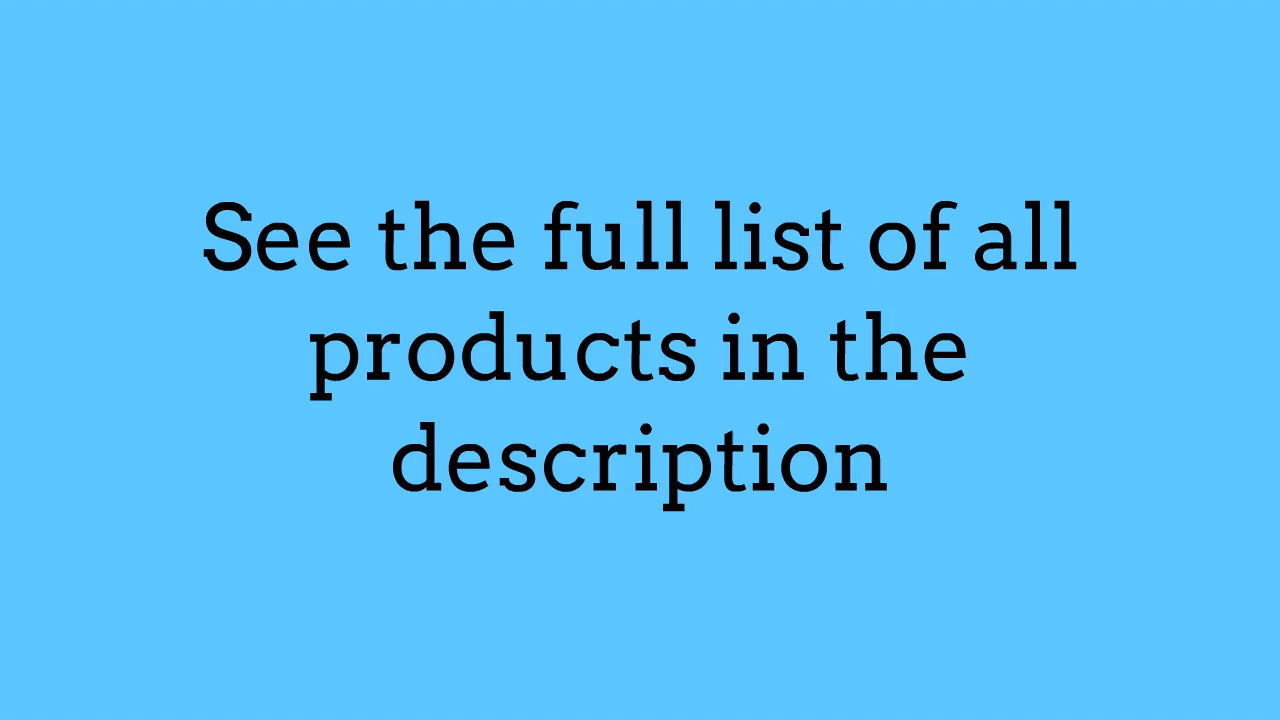 See the full list of all
products in the
description